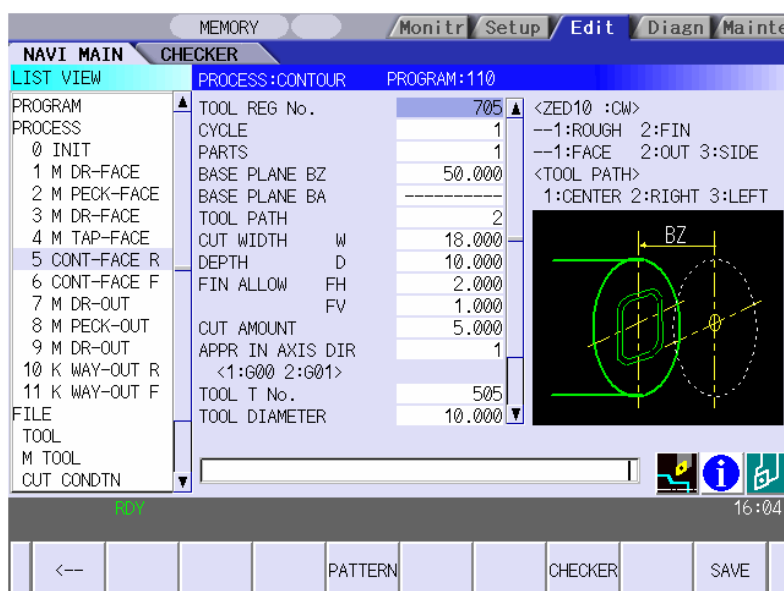 MEMORY Monitr Setup Edit Diagn Mainte
NAVI MAIN CHECKER
LIST VIEW
PROGRAM
PROCESS
0 INIT
1 M DR-FACE
2 M PECK-FACE
3 M DR-FACE
4 M TAP-FACE
5 CONT-FACE R
6 CONT-FACE F
7 M DR-OUT
8 M PECK-OUT
9 M DR-OUT
10 K WAY-OUT R
11 K WAY-OUT F
FILE
TOOL
M TOOL
CUT CONDTN
PROCESS:CONTOUR PROGRAM:110
TOOL REG No. 705
CYCLE 1
PARTS 1
BASE PLANE BZ 50.000
BASE PLANE BA ----------
TOOL PATH 2
CUT WIDTH W 18.000
DEPTH D 10.000
FIN ALLOW FH 2.000
FV 1.000
CUT AMOUNT 5.000
APPR IN AXIS DIR 1
<1:G00 2:G01>
TOOL T No. 505
TOOL DIAMETER 10.000
<ZED10 :CW>
--1:ROUGH 2:FIN
--1:FACE 2:OUT 3:SIDE
<TOOL PATH>
1:CENTER 2:RIGHT 3:LEFT
BZ
RDY 16:04
<-- PATTERN CHECKER SAVE